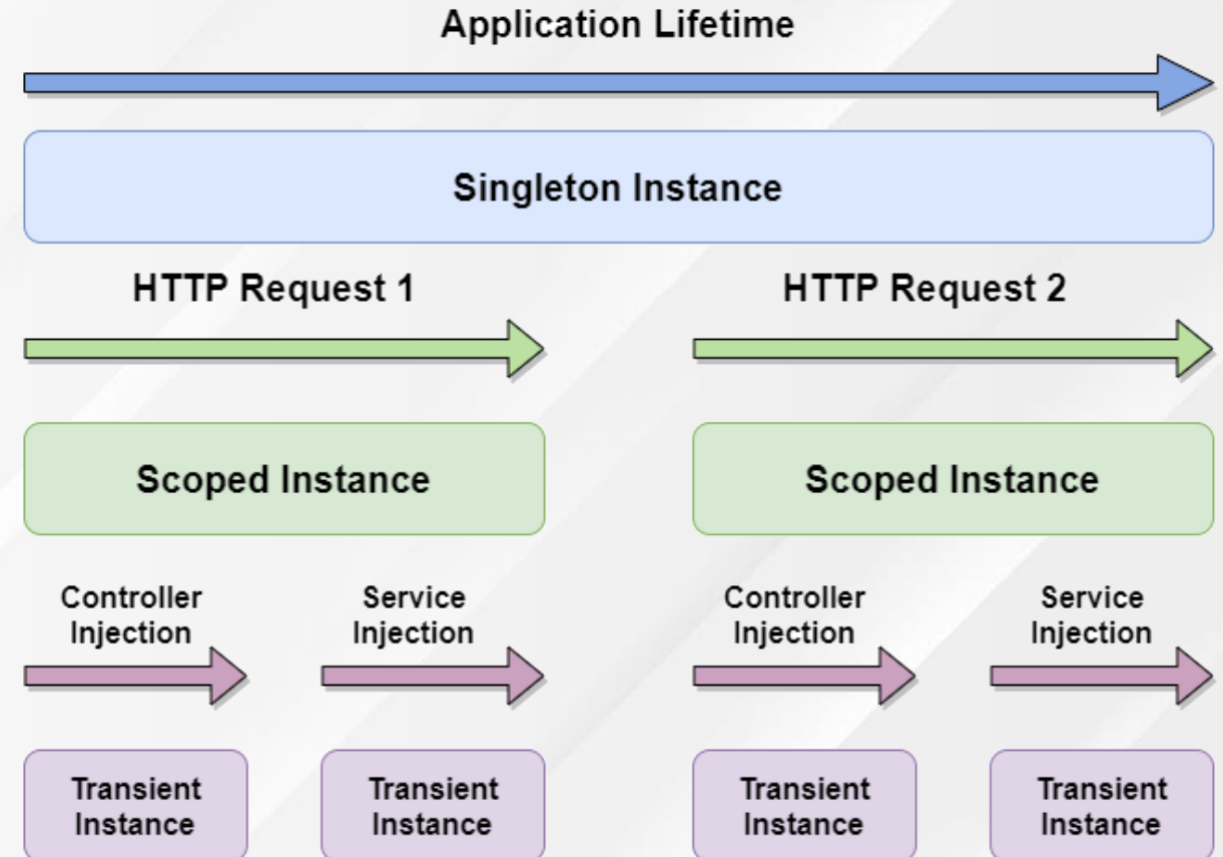 Application Lifetime
Singleton Instance
HTTP Request 1
HTTP Request 2
Scoped Instance
Scoped Instance
Controller
Injection
Service
Injection
Controller
Injection
Service
Injection
Transient
Instance
Transient
Instance
Transient
Instance
Transient
Instance